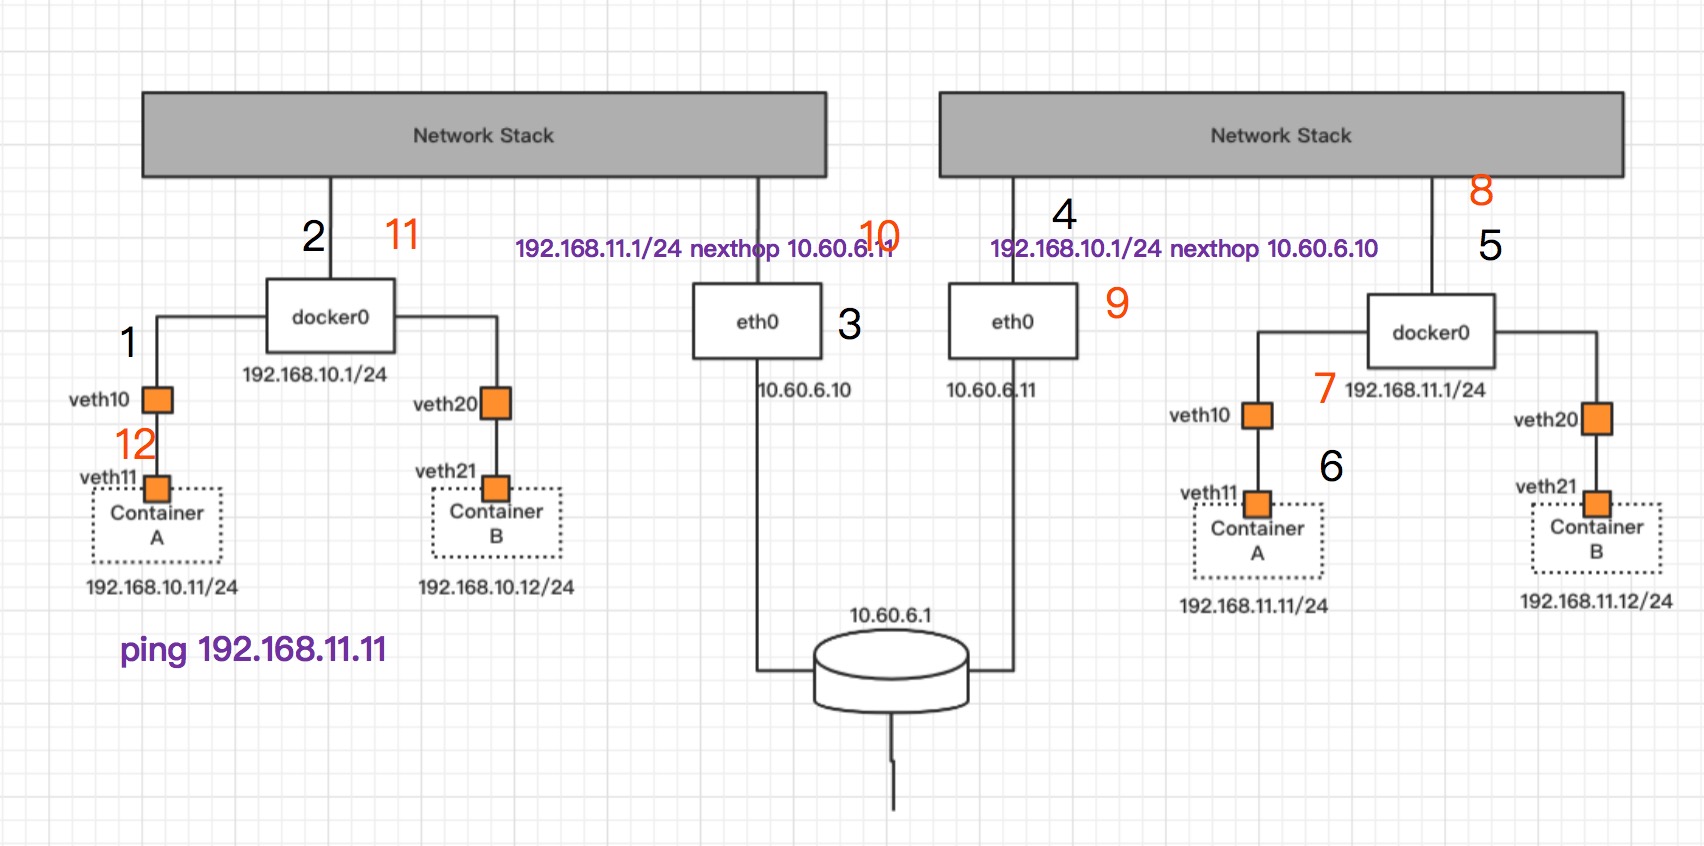 Network Stack
Network Stack
8
4
2
11
10
5
192.168.11.1/24 nexthop 10.60.6.11
192.168.10.1/24 nexthop 10.60.6.10
9
docker0
eth0
3
eth0
docker0
1
192.168.10.1/24
10.60.6.10
10.60.6.11
7
192.168.11.1/24
veth10
veth20
veth10
veth20
12
6
veth11
veth21
veth11
veth21
Container
A
Container
B
Container
A
Container
B
192.168.10.11/24
192.168.10.12/24
192.168.11.11/24
192.168.11.12/24
10.60.6.1
ping 192.168.11.11